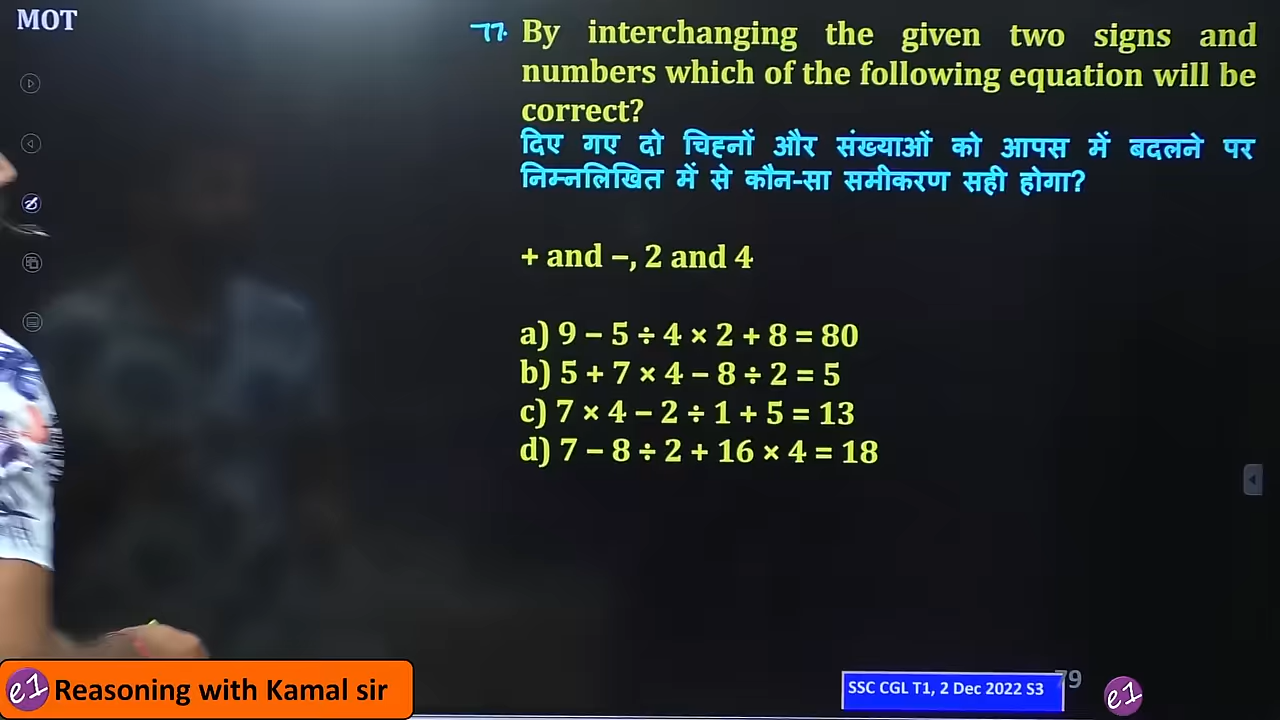 MOT
77. By interchanging the given two signs and
numbers which of the following equation will be
correct?
दिए गए दो चिह्नों और संख्याओं को आपस में बदलने पर
निम्नलिखित में से कौन-सा समीकरण सही होगा?
+ and –, 2 and 4
a) 9 – 5 ÷ 4 × 2 + 8 = 80
b) 5 + 7 × 4 – 8 ÷ 2 = 5
c) 7 × 4 – 2 ÷ 1 + 5 = 13
d) 7 – 8 ÷ 2 + 16 × 4 = 18
e1 Reasoning with Kamal sir
SSC CGL T1, 2 Dec 2022 S3
79
e1